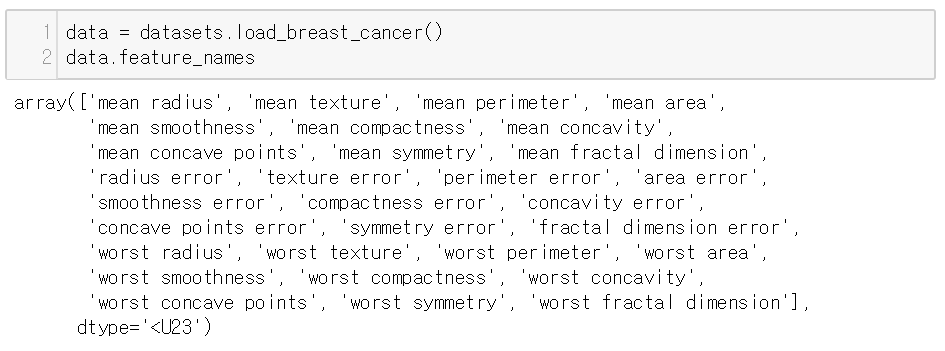 1 data = datasets.load_breast_cancer()
2 data.feature_names
array(['mean radius', 'mean texture', 'mean perimeter', 'mean area',
'mean smoothness', 'mean compactness', 'mean concavity',
'mean concave points', 'mean symmetry', 'mean fractal dimension',
'radius error', 'texture error', 'perimeter error', 'area error',
'smoothness error', 'compactness error', 'concavity error',
'concave points error', 'symmetry error', 'fractal dimension error',
'worst radius', 'worst texture', 'worst perimeter', 'worst area',
'worst smoothness', 'worst compactness', 'worst concavity',
'worst concave points', 'worst symmetry', 'worst fractal dimension'],
dtype='<U23')